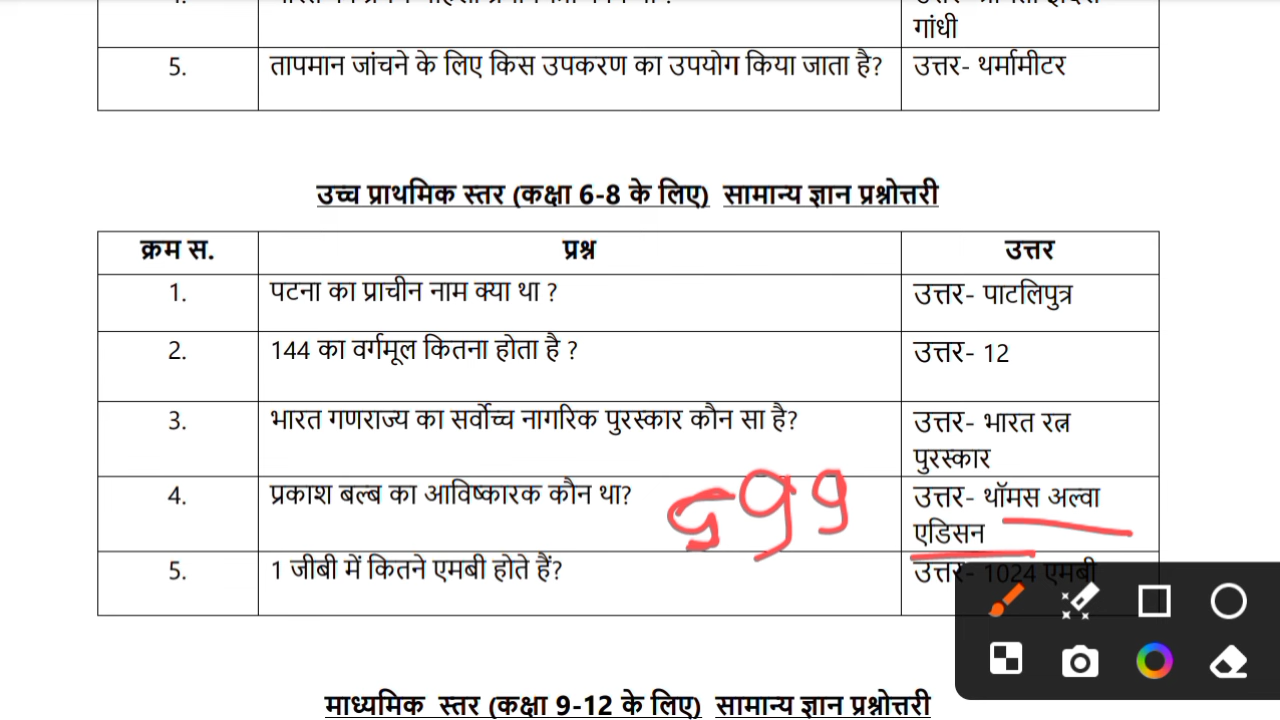 गांधी
5. तापमान जांचने के लिए किस उपकरण का उपयोग किया जाता है? उत्तर- थर्मामीटर
उच्च प्राथमिक स्तर (कक्षा 6-8 के लिए) सामान्य ज्ञान प्रश्नोत्तरी
क्रम स. प्रश्न उत्तर
1. पटना का प्राचीन नाम क्या था ? उत्तर- पाटलिपुत्र
2. 144 का वर्गमूल कितना होता है ? उत्तर- 12
3. भारत गणराज्य का सर्वोच्च नागरिक पुरस्कार कौन सा है? उत्तर- भारत रत्न
पुरस्कार
4. प्रकाश बल्ब का आविष्कारक कौन था? उत्तर- थॉमस अल्वा
एडिसन
5. 1 जीबी में कितने एमबी होते हैं? उत्तर- 1024 एमबी
माध्यमिक स्तर (कक्षा 9-12 के लिए) सामान्य ज्ञान प्रश्नोत्तरी